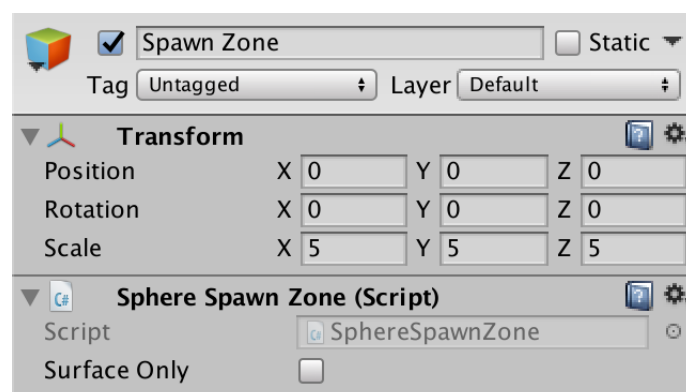 Spawn Zone Static
Tag Untagged Layer Default
Transform
Position X 0 Y 0 Z 0
Rotation X 0 Y 0 Z 0
Scale X 5 Y 5 Z 5
C# Sphere Spawn Zone (Script)
Script C# SphereSpawnZone
Surface Only